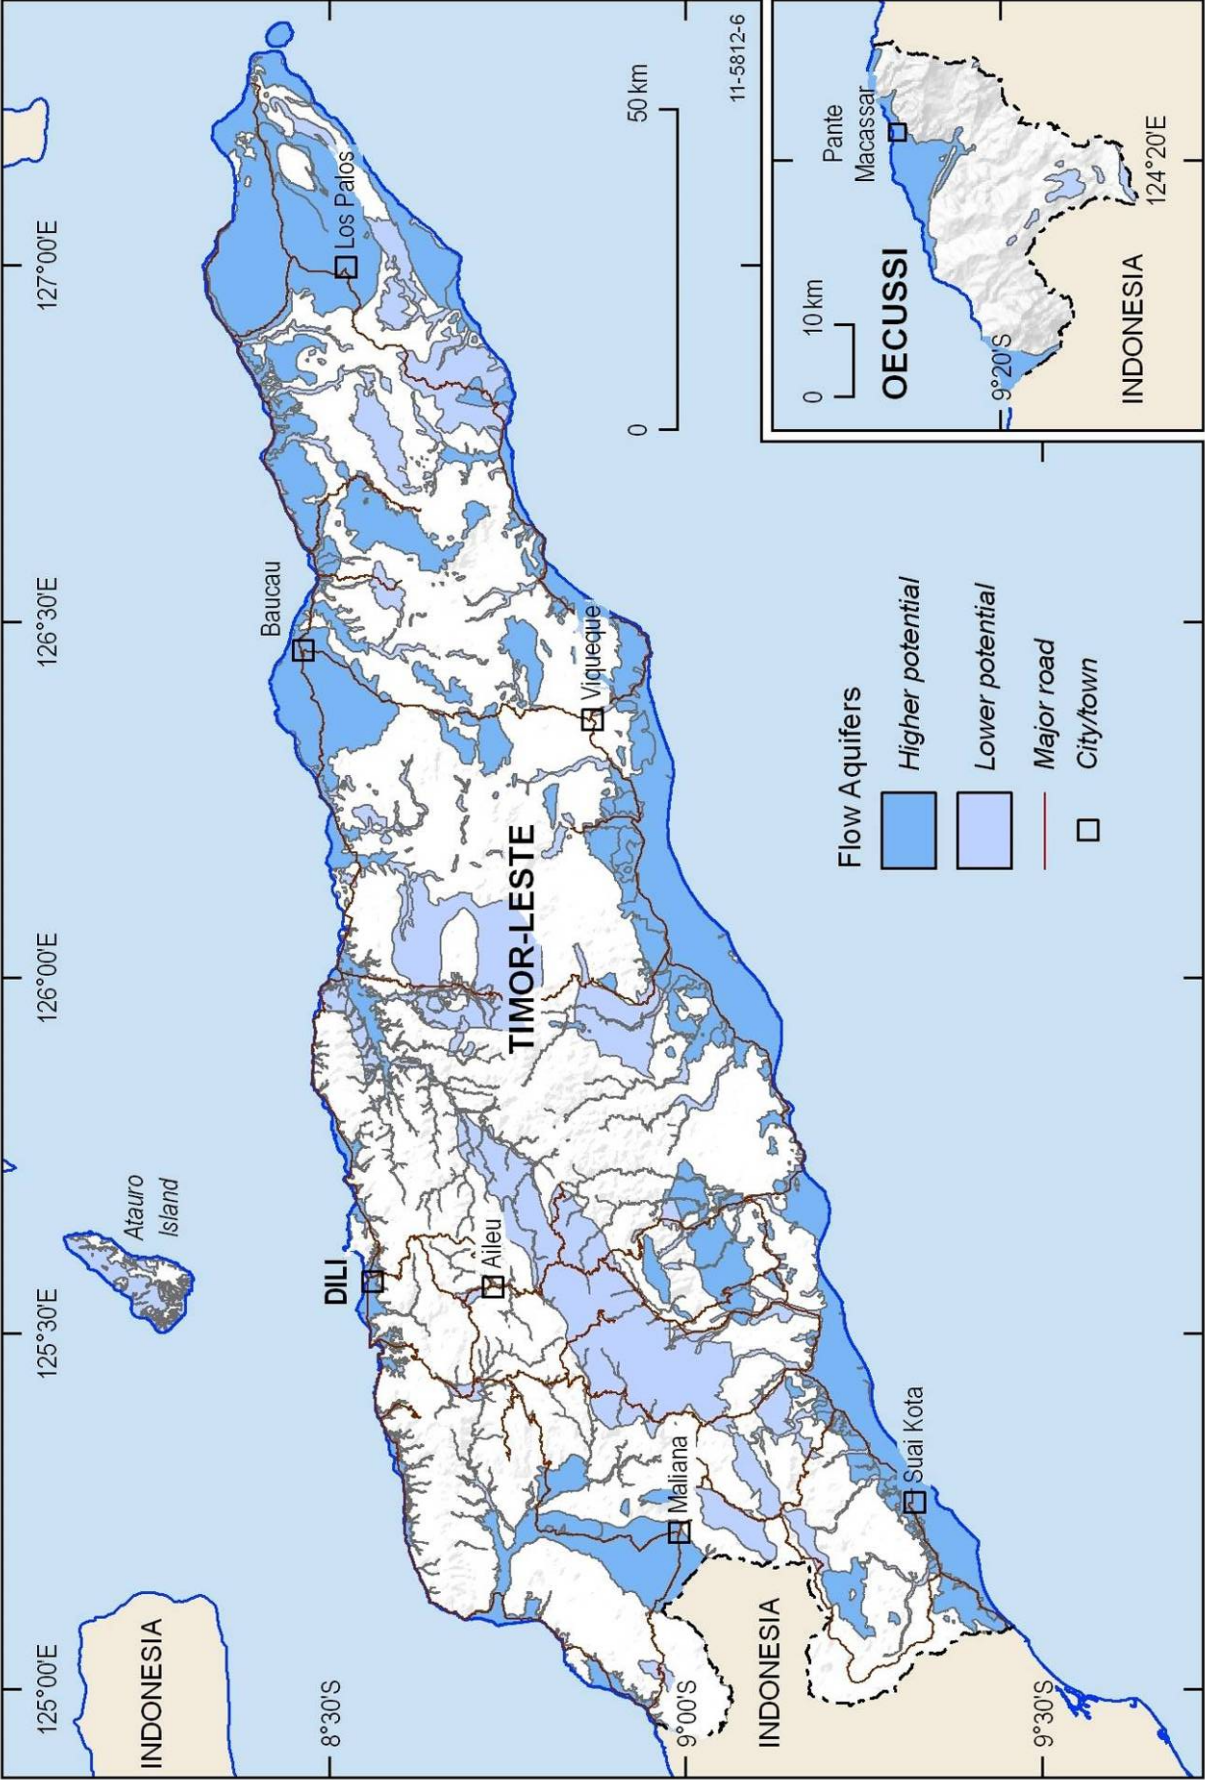 125°00'E
125°30'E
126°00'E
126°30'E
127°00'E
INDONESIA
Atauro
Island
8°30'S
DILI
Baucau
Los Palos
Aileu
TIMOR-LESTE
Viqueque
9°00'S
Maliana
INDONESIA
Suai Kota
9°30'S
Flow Aquifers
Higher potential
Lower potential
Major road
City/town
0
50 km
11-5812-6
0
10 km
Pante
Macassar
OECUSSI
9°20'S
INDONESIA
124°20'E